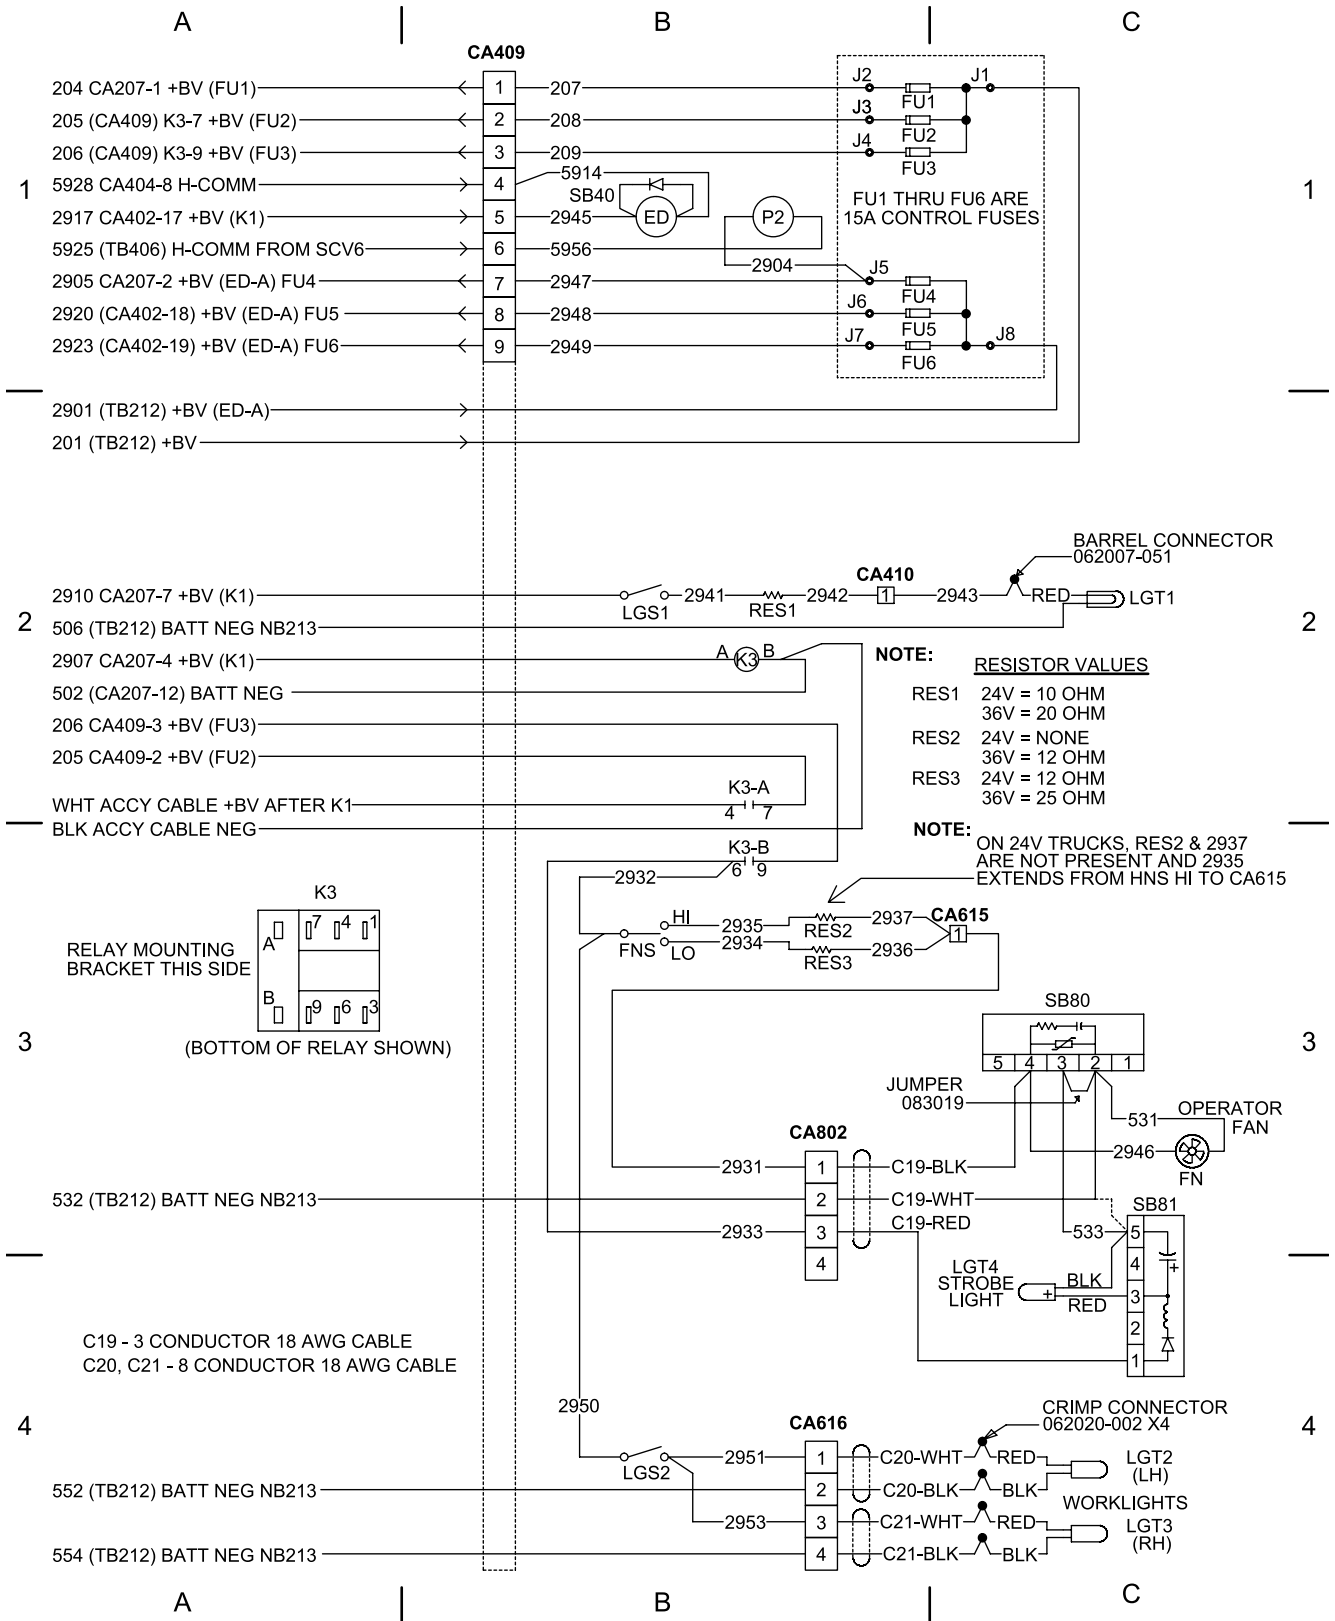 A B C
CA409
204 CA207-1 +BV (FU1) 1 207 J2 FU1 J1
205 (CA409) K3-7 +BV (FU2) 2 208 J3 FU2
206 (CA409) K3-9 +BV (FU3) 3 209 J4 FU3
1 5928 CA404-8 H-COMM 4 5914 1
SB40
FU1 THRU FU6 ARE
15A CONTROL FUSES
2917 CA402-17 +BV (K1) 5 2945 ED P2
5925 (TB406) H-COMM FROM SCV6 6 5956
2904
2905 CA207-2 +BV (ED-A) FU4 7 2947 J5 FU4
2920 (CA402-18) +BV (ED-A) FU5 8 2948 J6 FU5
2923 (CA402-19) +BV (ED-A) FU6 9 2949 J7 FU6 J8
2901 (TB212) +BV (ED-A)
201 (TB212) +BV
BARREL CONNECTOR
062007-051
CA410
2910 CA207-7 +BV (K1) LGS1 2941 RES1 2942 1 2943 RED LGT1
2 2
506 (TB212) BATT NEG NB213
2907 CA207-4 +BV (K1) A K3 B
502 (CA207-12) BATT NEG
206 CA409-3 +BV (FU3)
205 CA409-2 +BV (FU2)
NOTE:
RESISTOR VALUES
RES1 24V = 10 OHM
36V = 20 OHM
RES2 24V = NONE
36V = 12 OHM
RES3 24V = 12 OHM
36V = 25 OHM
K3-A
WHT ACCY CABLE +BV AFTER K1 4 7
BLK ACCY CABLE NEG
NOTE:
ON 24V TRUCKS, RES2 & 2937
ARE NOT PRESENT AND 2935
EXTENDS FROM HNS HI TO CA615
K3-B
6 9
2932
K3
A 7 4 1
B 9 6 3
RELAY MOUNTING
BRACKET THIS SIDE
(BOTTOM OF RELAY SHOWN)
FNS
HI 2935 RES2 2937 CA615
LO 2934 RES3 2936 1
3 3
SB80
5 4 3 2 1
JUMPER
083019
531 OPERATOR
FAN
2946
FN
CA802
2931 1 C19-BLK
532 (TB212) BATT NEG NB213 2 C19-WHT
2933 3 C19-RED
4
SB81
533 5
4
3
2
1
LGT4
STROBE
LIGHT
+ BLK
RED
+
C19 - 3 CONDUCTOR 18 AWG CABLE
C20, C21 - 8 CONDUCTOR 18 AWG CABLE
2950
CRIMP CONNECTOR
062020-002 X4
4 4
CA616
LGS2 2951 1 C20-WHT RED LGT2
(LH)
552 (TB212) BATT NEG NB213 2 C20-BLK BLK
WORKLIGHTS
2953 3 C21-WHT RED LGT3
(RH)
554 (TB212) BATT NEG NB213 4 C21-BLK BLK
A B C